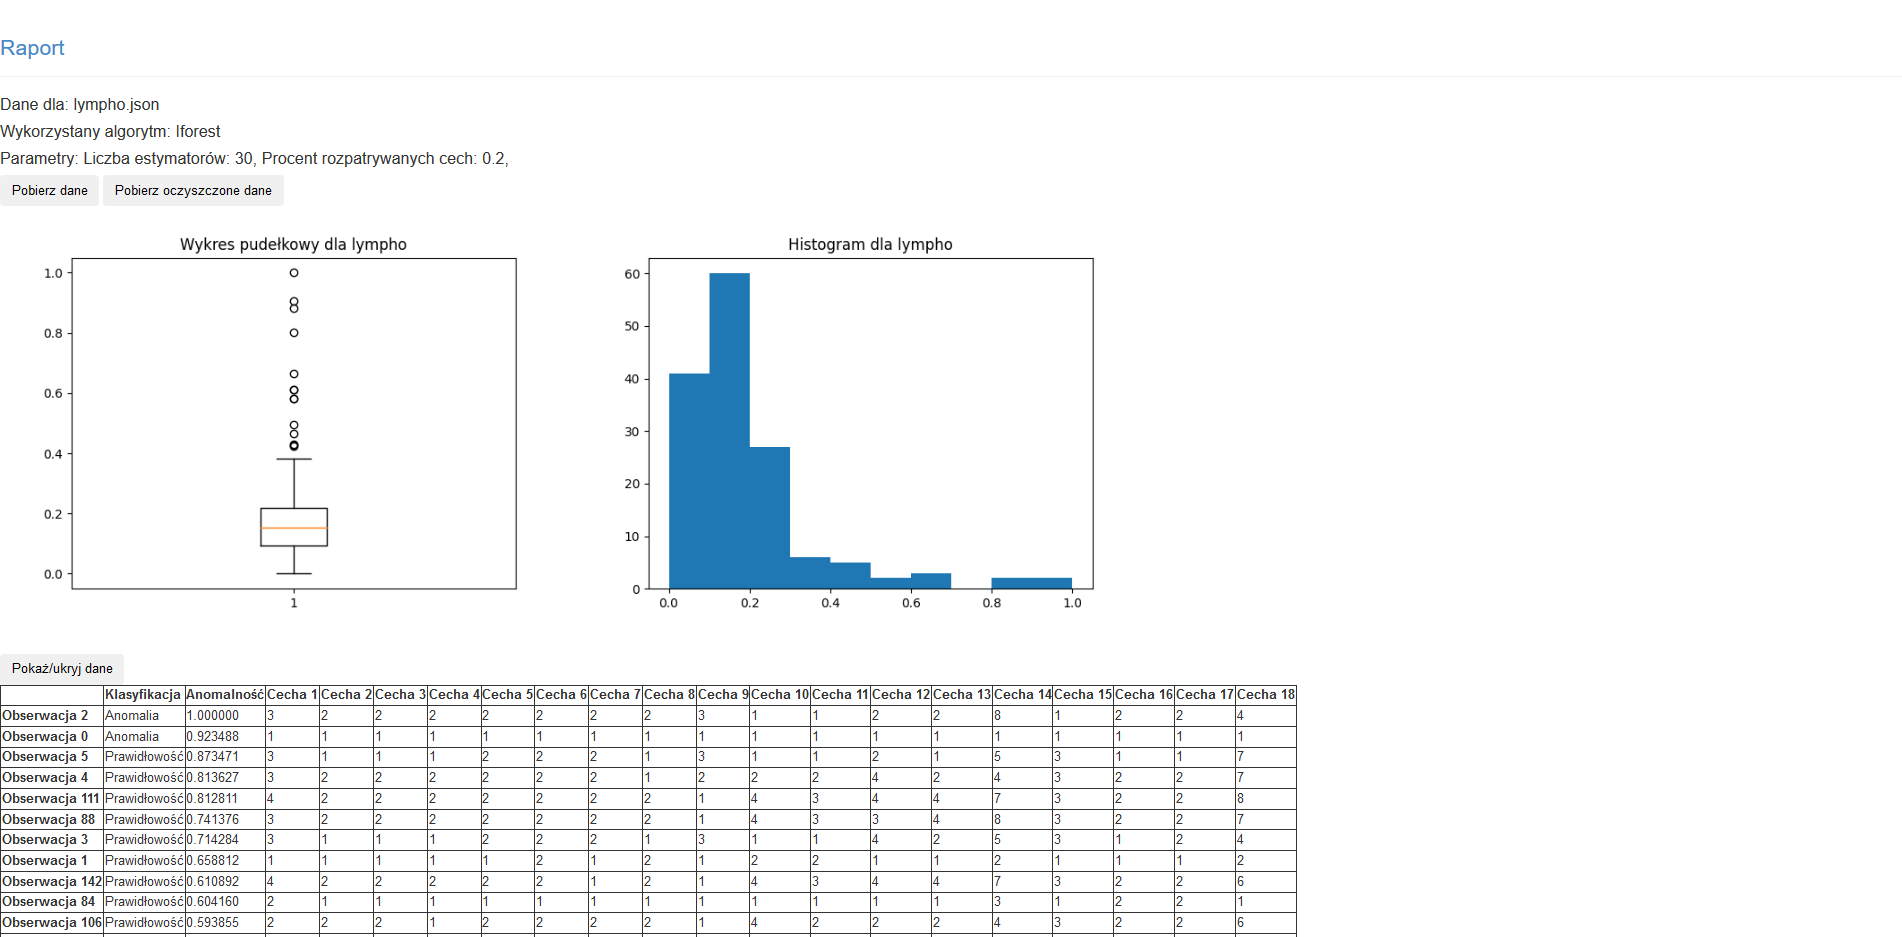 Raport
Dane dla: lympho.json
Wykorzystany algorytm: Iforest
Parametry: Liczba estymatorów: 30, Procent rozpatrywanych cech: 0.2,
Pobierz dane Pobierz oczyszczone dane
Wykres pudełkowy dla lympho
1.0
0.8
0.6
0.4
0.2
0.0
1
Histogram dla lympho
60
50
40
30
20
10
0
0.0 0.2 0.4 0.6 0.8 1.0
Pokaż/ukryj dane
Klasyfikacja Anomalność Cecha 1 Cecha 2 Cecha 3 Cecha 4 Cecha 5 Cecha 6 Cecha 7 Cecha 8 Cecha 9 Cecha 10 Cecha 11 Cecha 12 Cecha 13 Cecha 14 Cecha 15 Cecha 16 Cecha 17 Cecha 18
Obserwacja 2 Anomalia 1.000000 3 2 2 2 2 2 2 2 3 1 1 2 2 8 1 2 2 4
Obserwacja 0 Anomalia 0.923488 1 1 1 1 1 1 1 1 1 1 1 1 1 1 1 1 1 1
Obserwacja 5 Prawidłowość 0.873471 3 1 1 1 2 2 2 1 3 1 1 2 1 5 3 1 1 7
Obserwacja 4 Prawidłowość 0.813627 3 2 2 2 2 2 2 1 2 2 2 4 2 4 3 2 2 7
Obserwacja 111 Prawidłowość 0.812811 4 2 2 2 2 2 2 2 1 4 3 4 4 7 3 2 2 8
Obserwacja 88 Prawidłowość 0.741376 3 2 2 2 2 2 2 2 1 4 3 3 4 8 3 2 2 7
Obserwacja 3 Prawidłowość 0.714284 3 1 1 1 2 2 2 1 3 1 1 4 2 5 3 1 2 4
Obserwacja 1 Prawidłowość 0.658812 1 1 1 1 1 2 1 2 1 2 2 1 1 2 1 1 1 2
Obserwacja 142 Prawidłowość 0.610892 4 2 2 2 2 2 1 2 1 4 3 4 4 7 3 2 2 6
Obserwacja 84 Prawidłowość 0.604160 2 1 1 1 1 1 1 1 1 1 1 1 1 3 1 2 2 1
Obserwacja 106 Prawidłowość 0.593855 2 2 2 1 2 2 2 2 1 4 2 2 2 4 3 2 2 6